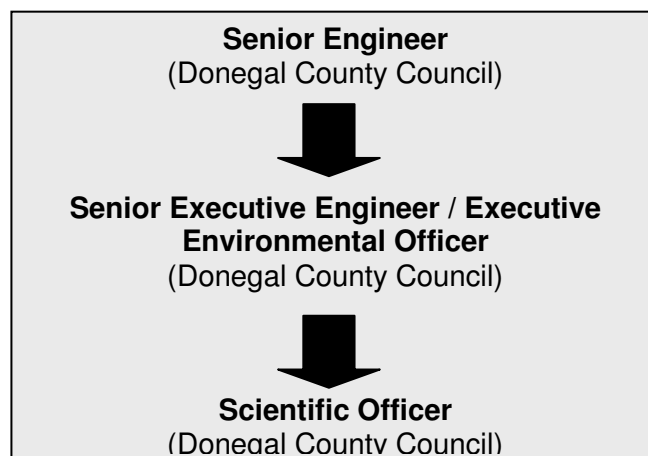 Senior Engineer
(Donegal County Council)
Senior Executive Engineer / Executive
Environmental Officer
(Donegal County Council)
Scientific Officer
(Donegal County Council)